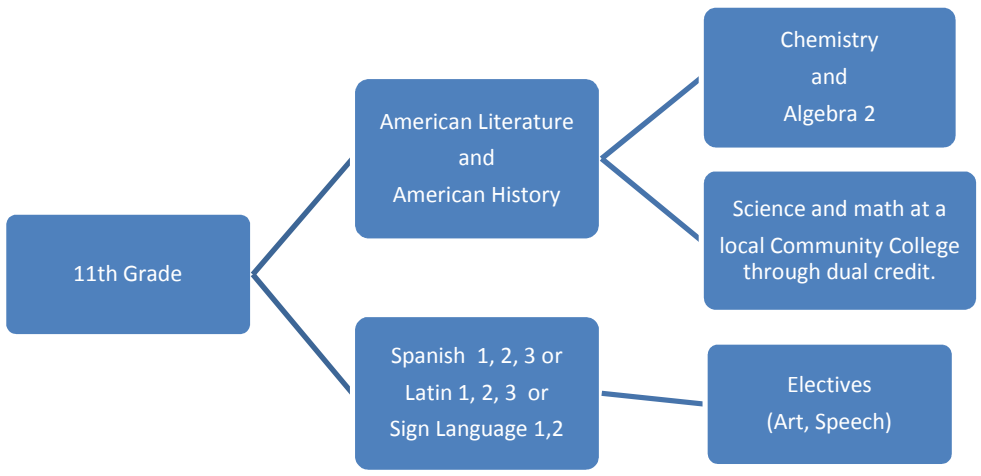 11th Grade
American Literature
and
American History
Chemistry
and
Algebra 2
Science and math at a
local Community College
through dual credit.
Spanish 1, 2, 3 or
Latin 1, 2, 3 or
Sign Language 1,2
Electives
(Art, Speech)